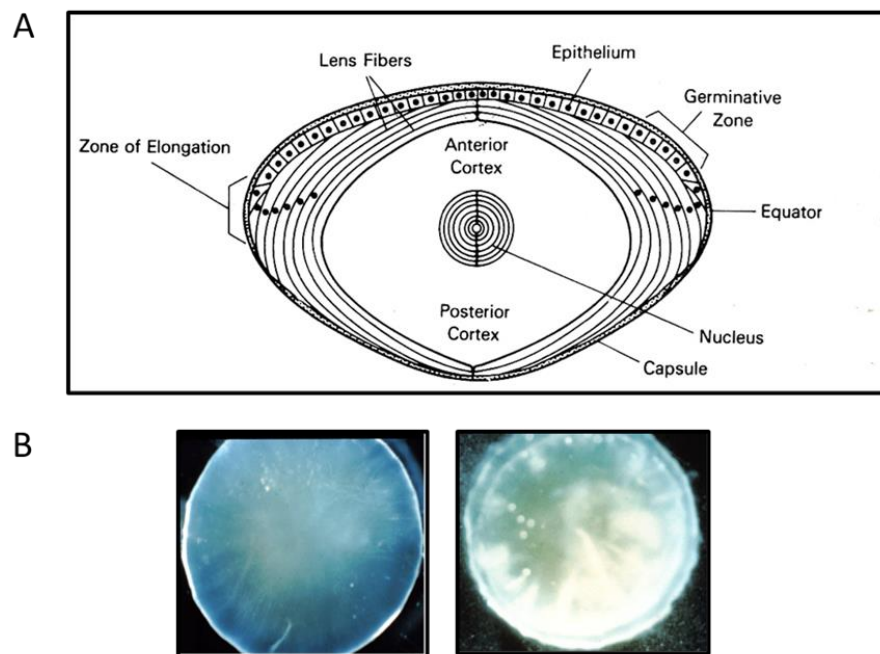 A
Lens Fibers
Epithelium
Germinative
Zone
Zone of Elongation
Anterior
Cortex
Equator
Posterior
Cortex
Nucleus
Capsule
B